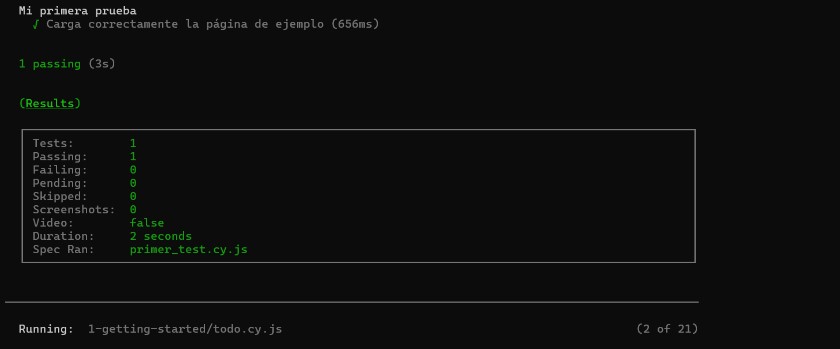 Mi primera prueba
√ Carga correctamente la página de ejemplo (656ms)
1 passing (3s)
(Results)
Tests: 1
Passing: 1
Failing: 0
Pending: 0
Skipped: 0
Screenshots: 0
Video: false
Duration: 2 seconds
Spec Ran: primer_test.cy.js
Running: 1-getting-started/todo.cy.js (2 of 21)